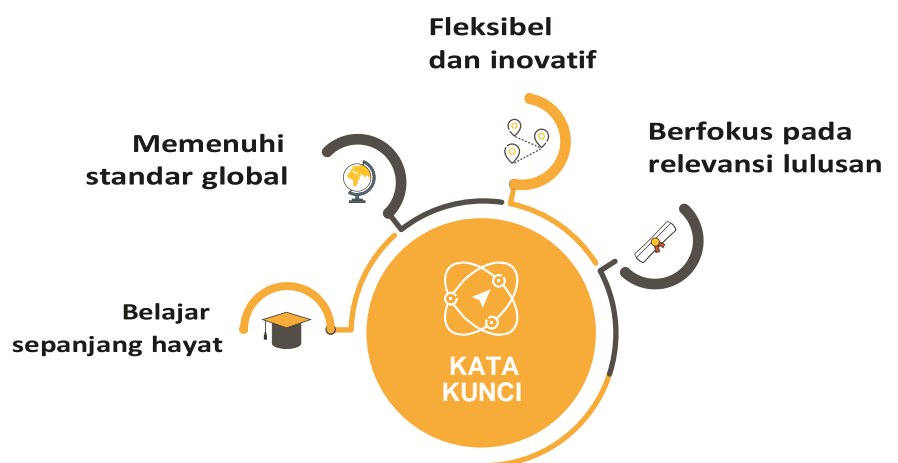 Fleksibel
dan inovatif
Memenuhi
standar global
Berfokus pada
relevansi lulusan
Belajar
sepanjang hayat
KATA
KUNCI